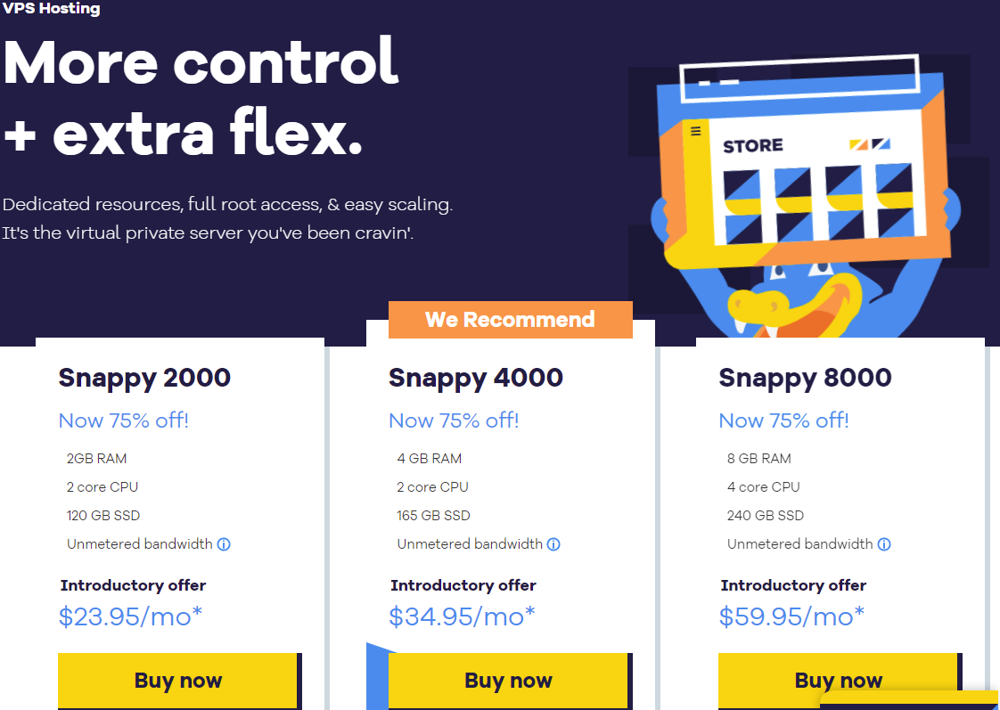 VPS Hosting
More control
+ extra flex.
Dedicated resources, full root access, & easy scaling.
It's the virtual private server you've been cravin'.
STORE
We Recommend
Snappy 2000
Now 75% off!
2GB RAM
2 core CPU
120 GB SSD
Unmetered bandwidth
Introductory offer
$23.95/mo*
Buy now
Snappy 4000
Now 75% off!
4 GB RAM
2 core CPU
165 GB SSD
Unmetered bandwidth
Introductory offer
$34.95/mo*
Buy now
Snappy 8000
Now 75% off!
8 GB RAM
4 core CPU
240 GB SSD
Unmetered bandwidth
Introductory offer
$59.95/mo*
Buy now